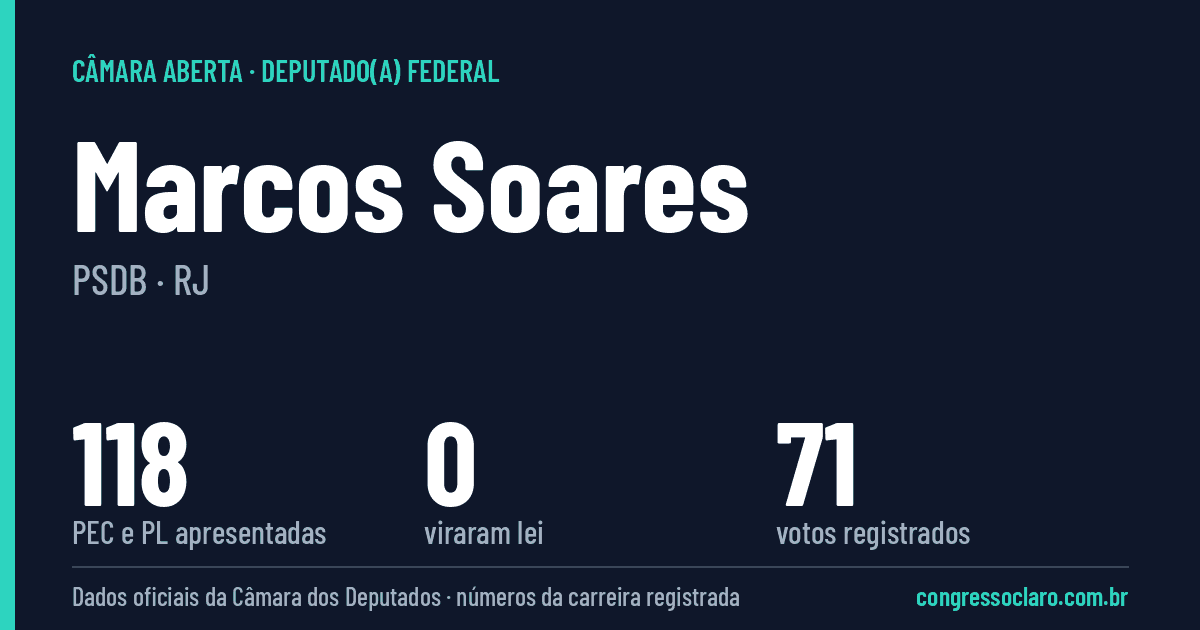 CÂMARA ABERTA · DEPUTADO(A) FEDERAL
Marcos Soares
PSDB · RJ
118
PEC e PL apresentadas
0
viraram lei
71
votos registrados
Dados oficiais da Câmara dos Deputados · números da carreira registrada
congressoclaro.com.br